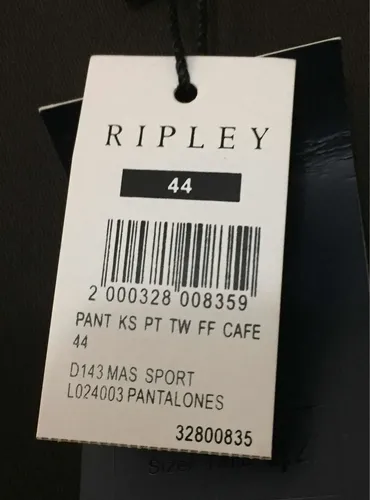 RIPLEY
44
2 000328 008359
PANT KS PT TW FF CAFE
44
D143 MAS SPORT
L024003 PANTALONES
32800835